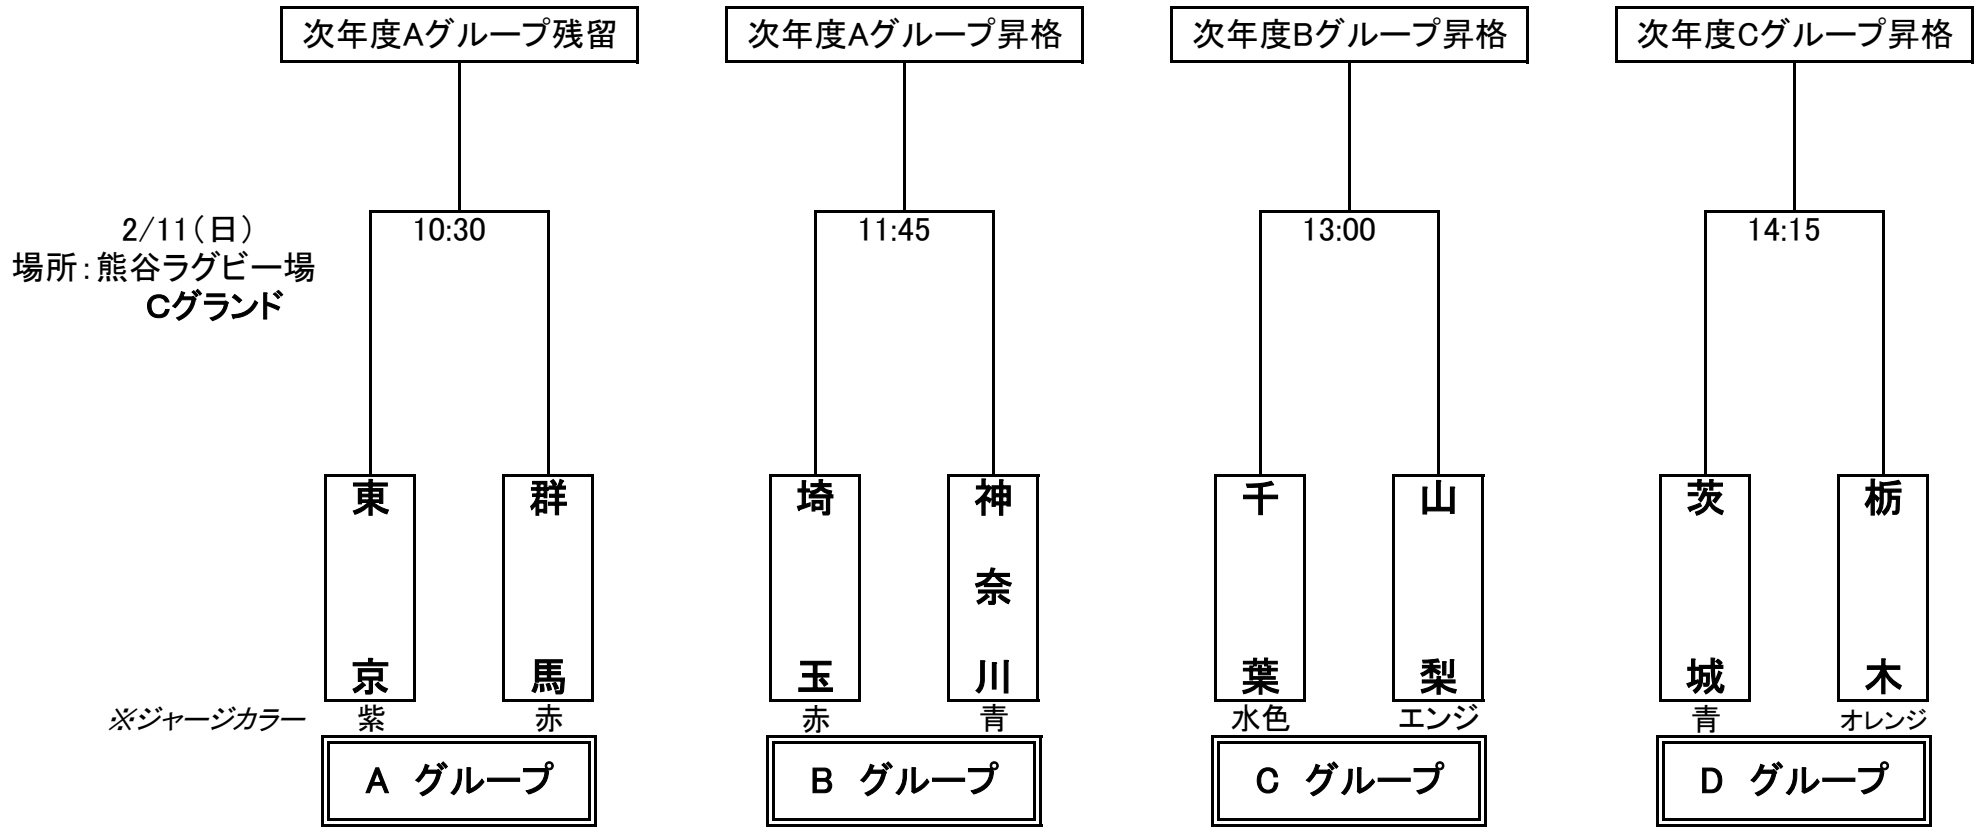 次年度Aグループ残留
次年度Aグループ昇格
次年度Bグループ昇格
次年度Cグループ昇格
2/11(日)
場所:熊谷ラグビー場
Cグランド
10:30
11:45
13:00
14:15
東京
群馬
埼玉
神奈川
千葉
山梨
茨城
栃木
※ジャージカラー
紫
赤
赤
青
水色
エンジ
青
オレンジ
A グループ
B グループ
C グループ
D グループ